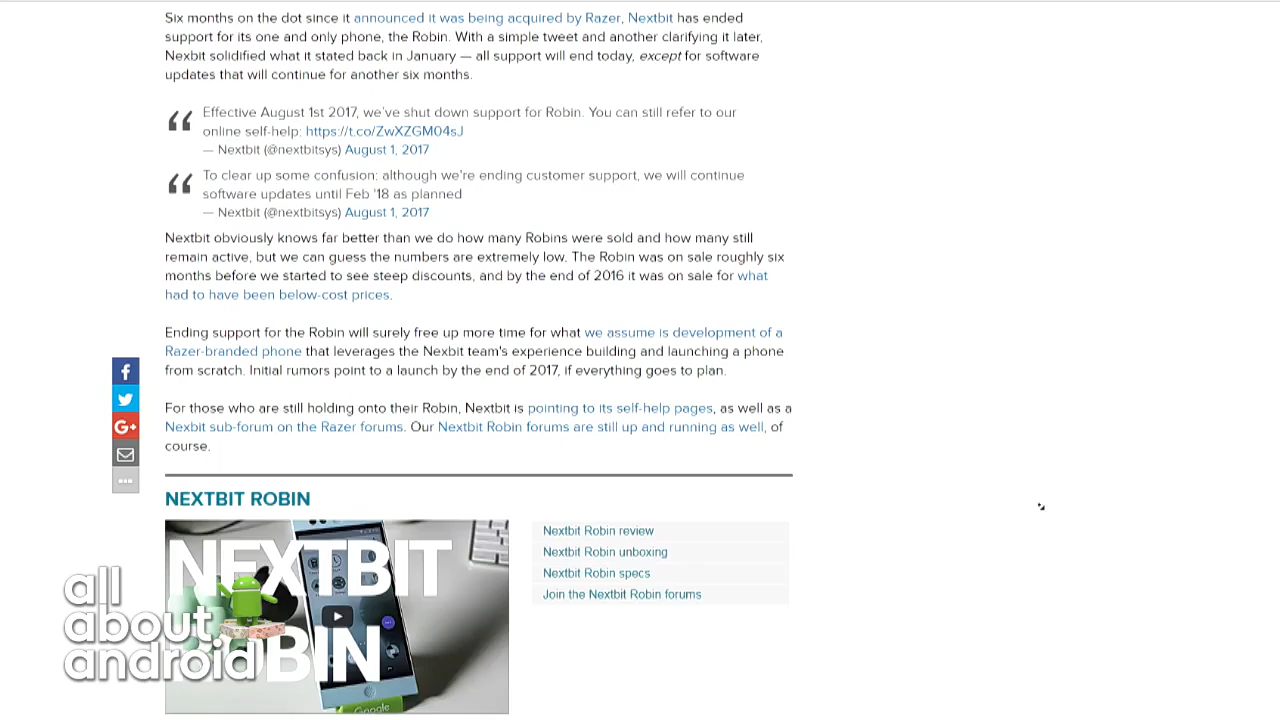 Six months on the dot since it announced it was being acquired by Razer, Nextbit has ended
support for its one and only phone, the Robin. With a simple tweet and another clarifying it later,
Nexbit solidified what it stated back in January — all support will end today, except for software
updates that will continue for another six months.
Effective August 1st 2017, we've shut down support for Robin. You can still refer to our
online self-help: https://t.co/ZwXZGM04sJ
— Nextbit (@nextbitsys) August 1, 2017
To clear up some confusion: although we're ending customer support, we will continue
software updates until Feb '18 as planned
— Nextbit (@nextbitsys) August 1, 2017
Nextbit obviously knows far better than we do how many Robins were sold and how many still
remain active, but we can guess the numbers are extremely low. The Robin was on sale roughly six
months before we started to see steep discounts, and by the end of 2016 it was on sale for what
had to have been below-cost prices.
Ending support for the Robin will surely free up more time for what we assume is development of a
Razer-branded phone that leverages the Nexbit team's experience building and launching a phone
from scratch. Initial rumors point to a launch by the end of 2017, if everything goes to plan.
For those who are still holding onto their Robin, Nextbit is pointing to its self-help pages, as well as a
Nexbit sub-forum on the Razer forums. Our Nextbit Robin forums are still up and running as well, of
course.
NEXTBIT ROBIN
NEXTBIT
BIN
Google
Nextbit Robin review
Nextbit Robin unboxing
Nextbit Robin specs
Join the Nextbit Robin forums
all
about
android